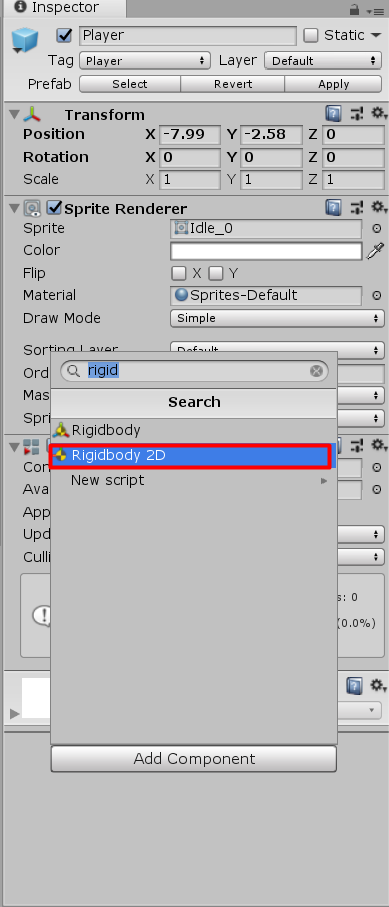 Inspector
Player
Static
Tag Player Layer Default
Prefab Select Revert Apply
Transform
Position X -7.99 Y -2.58 Z 0
Rotation X 0 Y 0 Z 0
Scale X 1 Y 1 Z 1
Sprite Renderer
Sprite Idle_0
Color
Flip X Y
Material Sprites-Default
Draw Mode Simple
Sorting Layer Default
Ord
rigid
Mas
Search
Spri
Rigidbody
Rigidbody 2D
Con
New script
Ava
App
Upd
Culli
s: 0
(0.0%)
Add Component